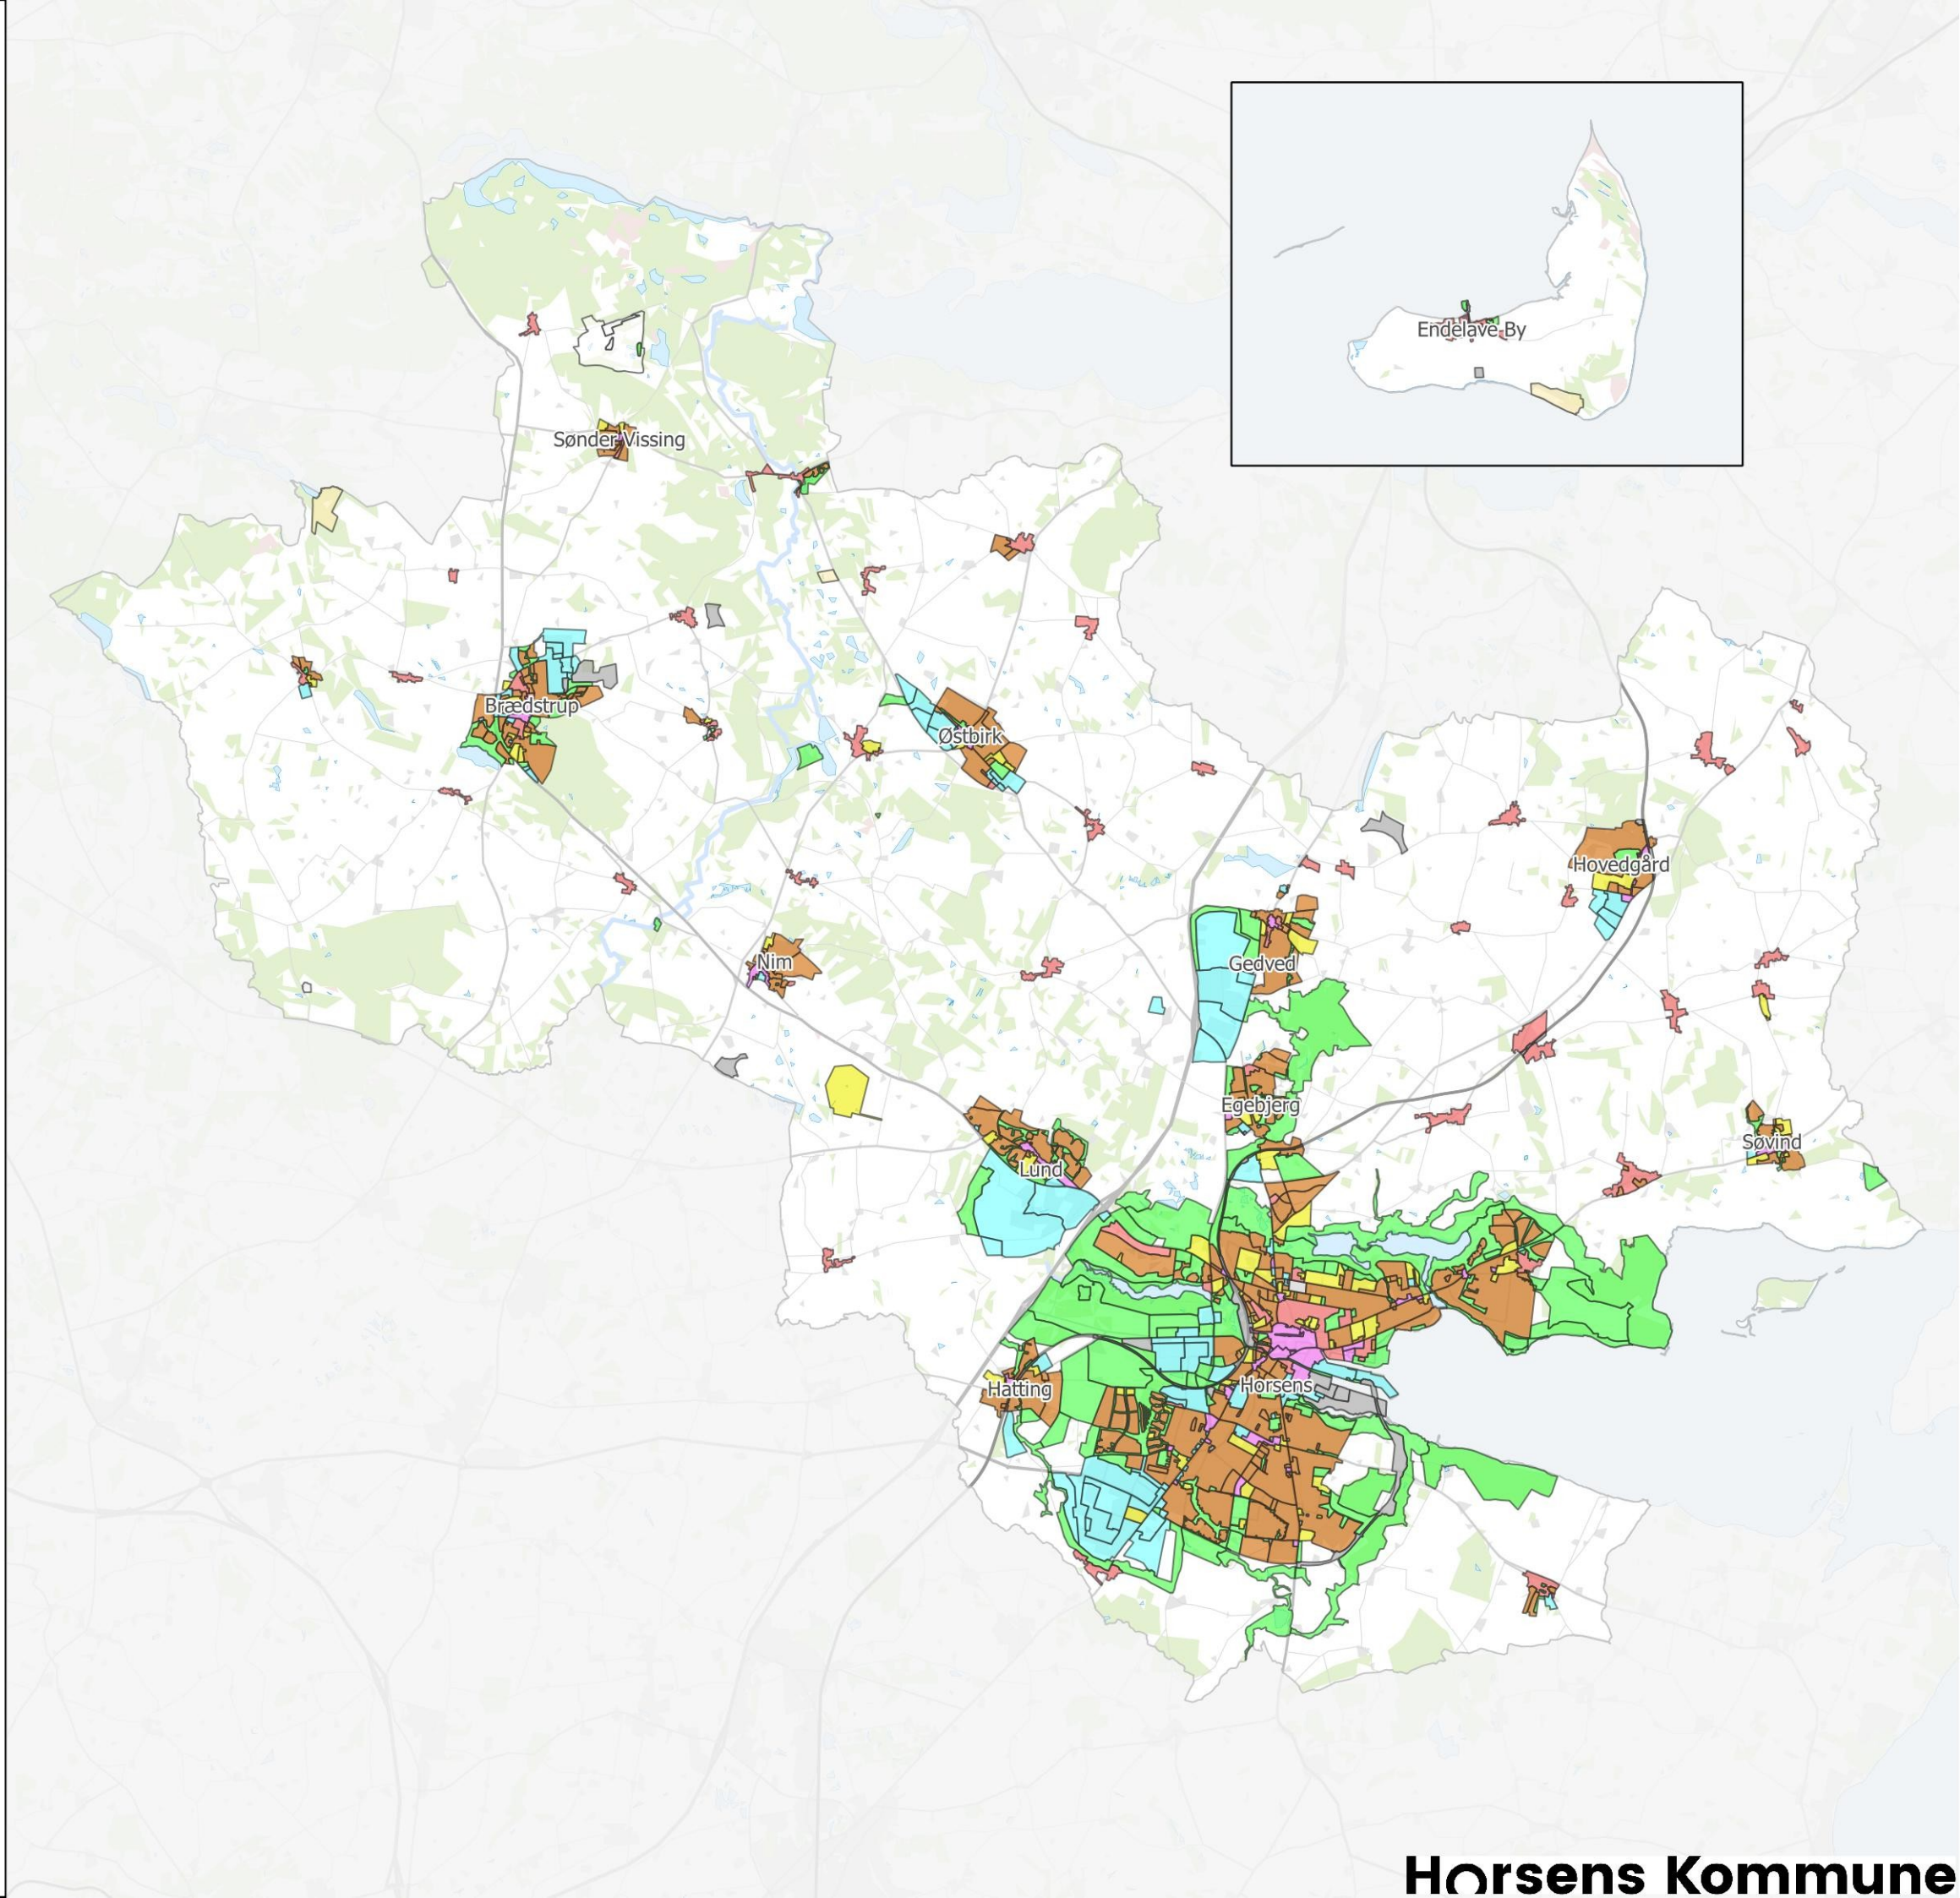 Endelave By
Sønder Vissing
Brædstrup
Østbirk
Hovedgård
Nim
Gedved
Egebjerg
Søvind
Lund
Horsens
Hatting
Horsens Kommune